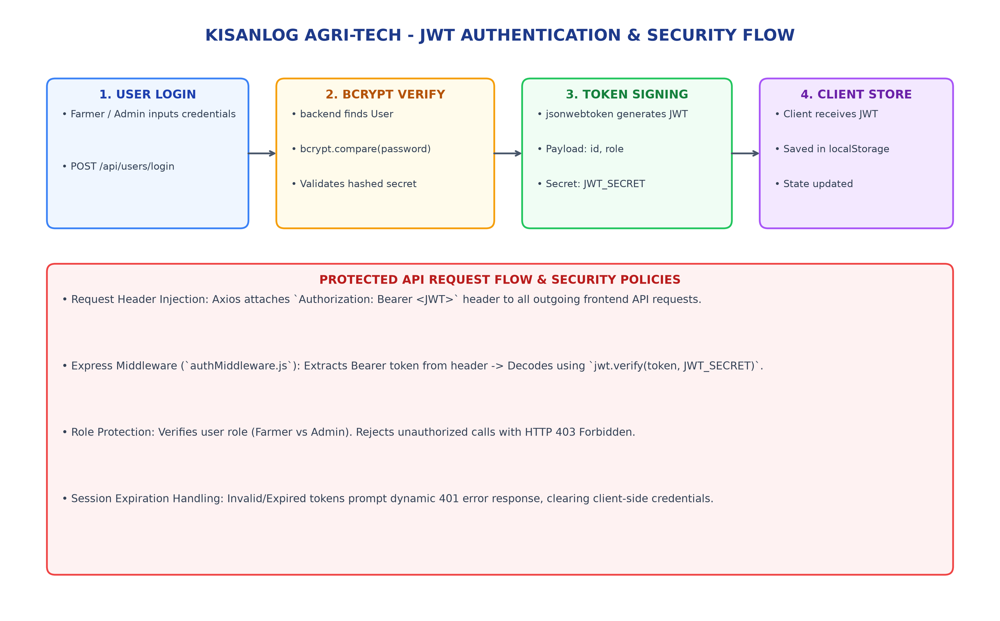 KISANLOG AGRI-TECH - JWT AUTHENTICATION & SECURITY FLOW
1. USER LOGIN
• Farmer / Admin inputs credentials
• POST /api/users/login
2. BCRYPT VERIFY
• backend finds User
• bcrypt.compare(password)
• Validates hashed secret
3. TOKEN SIGNING
• jsonwebtoken generates JWT
• Payload: id, role
• Secret: JWT_SECRET
4. CLIENT STORE
• Client receives JWT
• Saved in localStorage
• State updated
PROTECTED API REQUEST FLOW & SECURITY POLICIES
• Request Header Injection: Axios attaches `Authorization: Bearer <JWT>` header to all outgoing frontend API requests.
• Express Middleware (`authMiddleware.js`): Extracts Bearer token from header -> Decodes using `jwt.verify(token, JWT_SECRET)`.
• Role Protection: Verifies user role (Farmer vs Admin). Rejects unauthorized calls with HTTP 403 Forbidden.
• Session Expiration Handling: Invalid/Expired tokens prompt dynamic 401 error response, clearing client-side credentials.